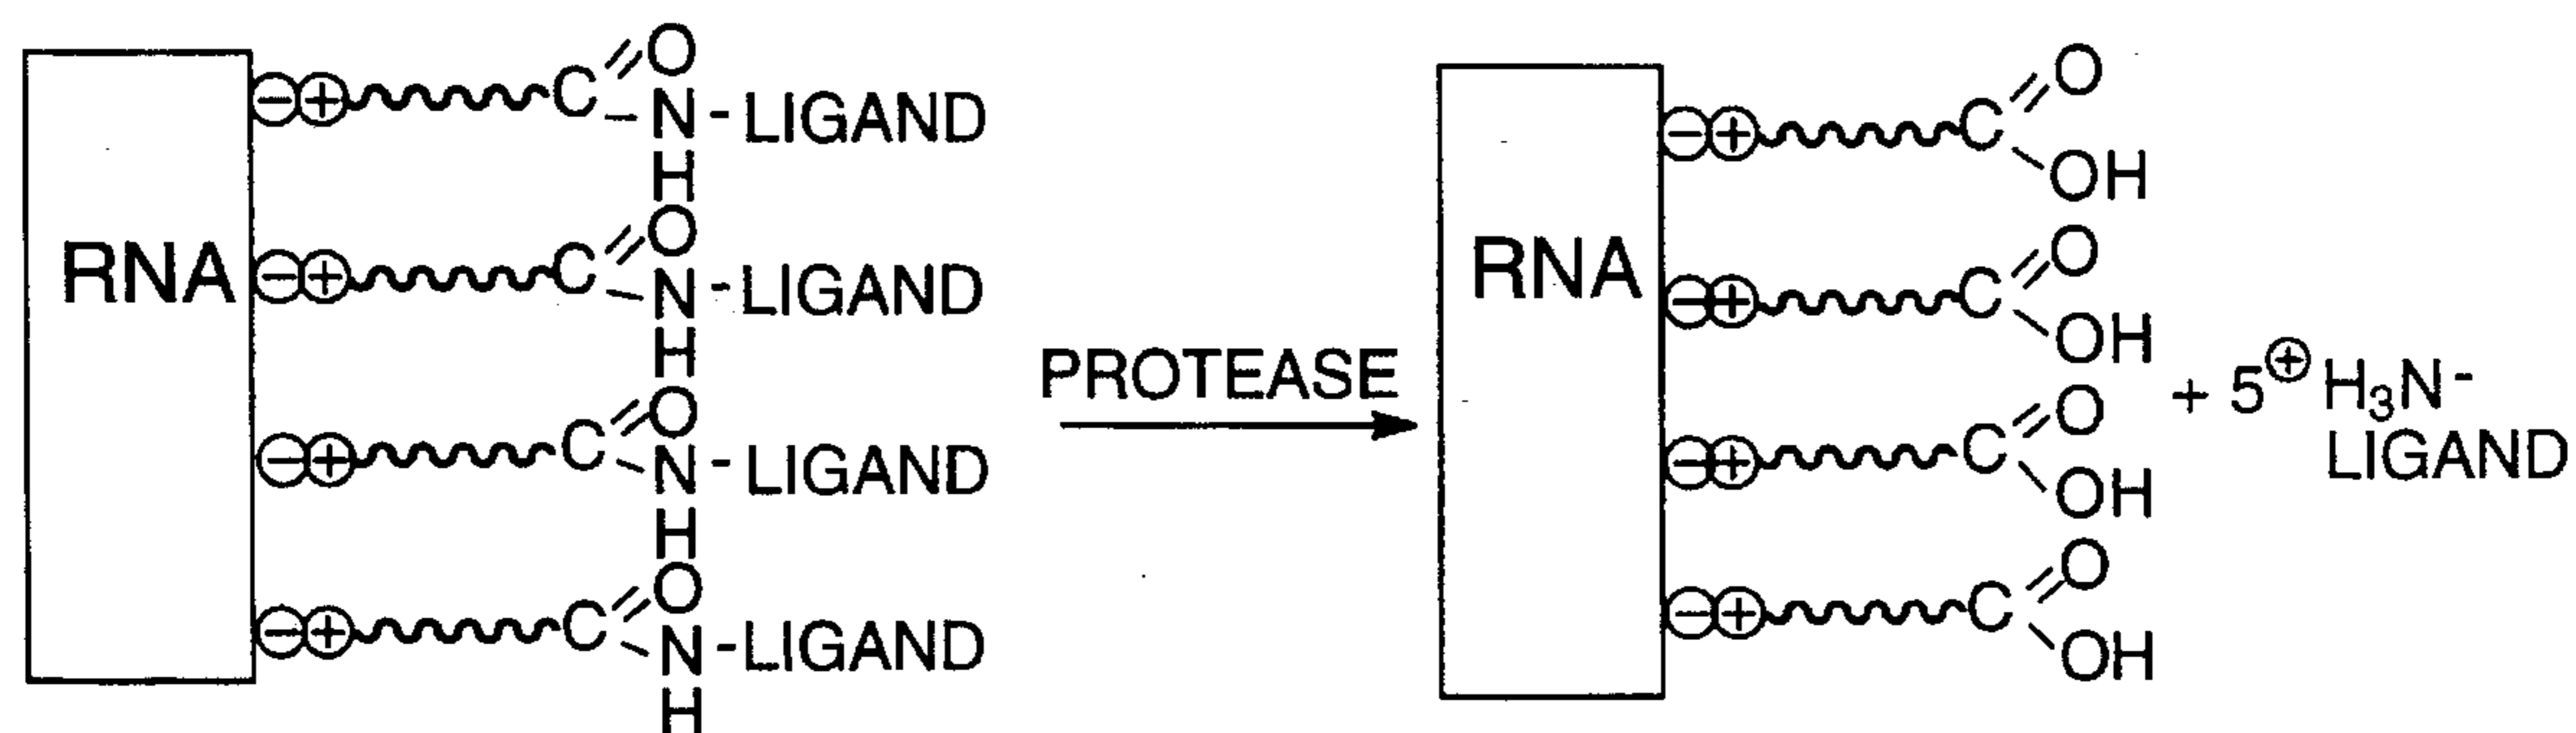 O
⊖⊕ C N-LIGAND
H
O
RNA ⊖⊕ C N-LIGAND
H
O
⊖⊕ C N-LIGAND
H
O
⊖⊕ C N-LIGAND
H
PROTEASE
O
⊖⊕ C
OH
O
RNA ⊖⊕ C
OH
O
⊖⊕ C
OH
O
⊖⊕ C
OH
+ 5⊕H₃N-
LIGAND